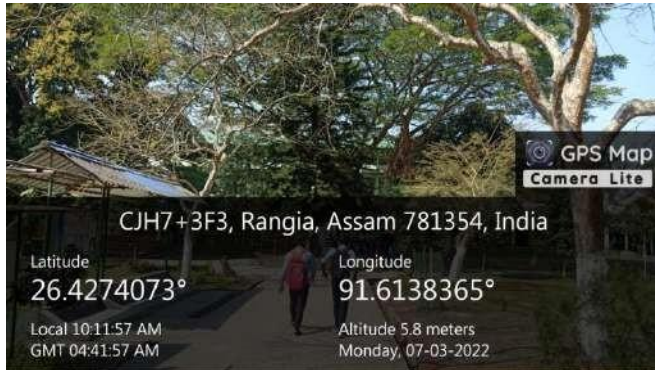 GPS Map
Camera Lite
CJH7+3F3, Rangia, Assam 781354, India
Latitude
26.4274073°
Longitude
91.6138365°
Local 10:11:57 AM
GMT 04:41:57 AM
Altitude 5.8 meters
Monday, 07-03-2022